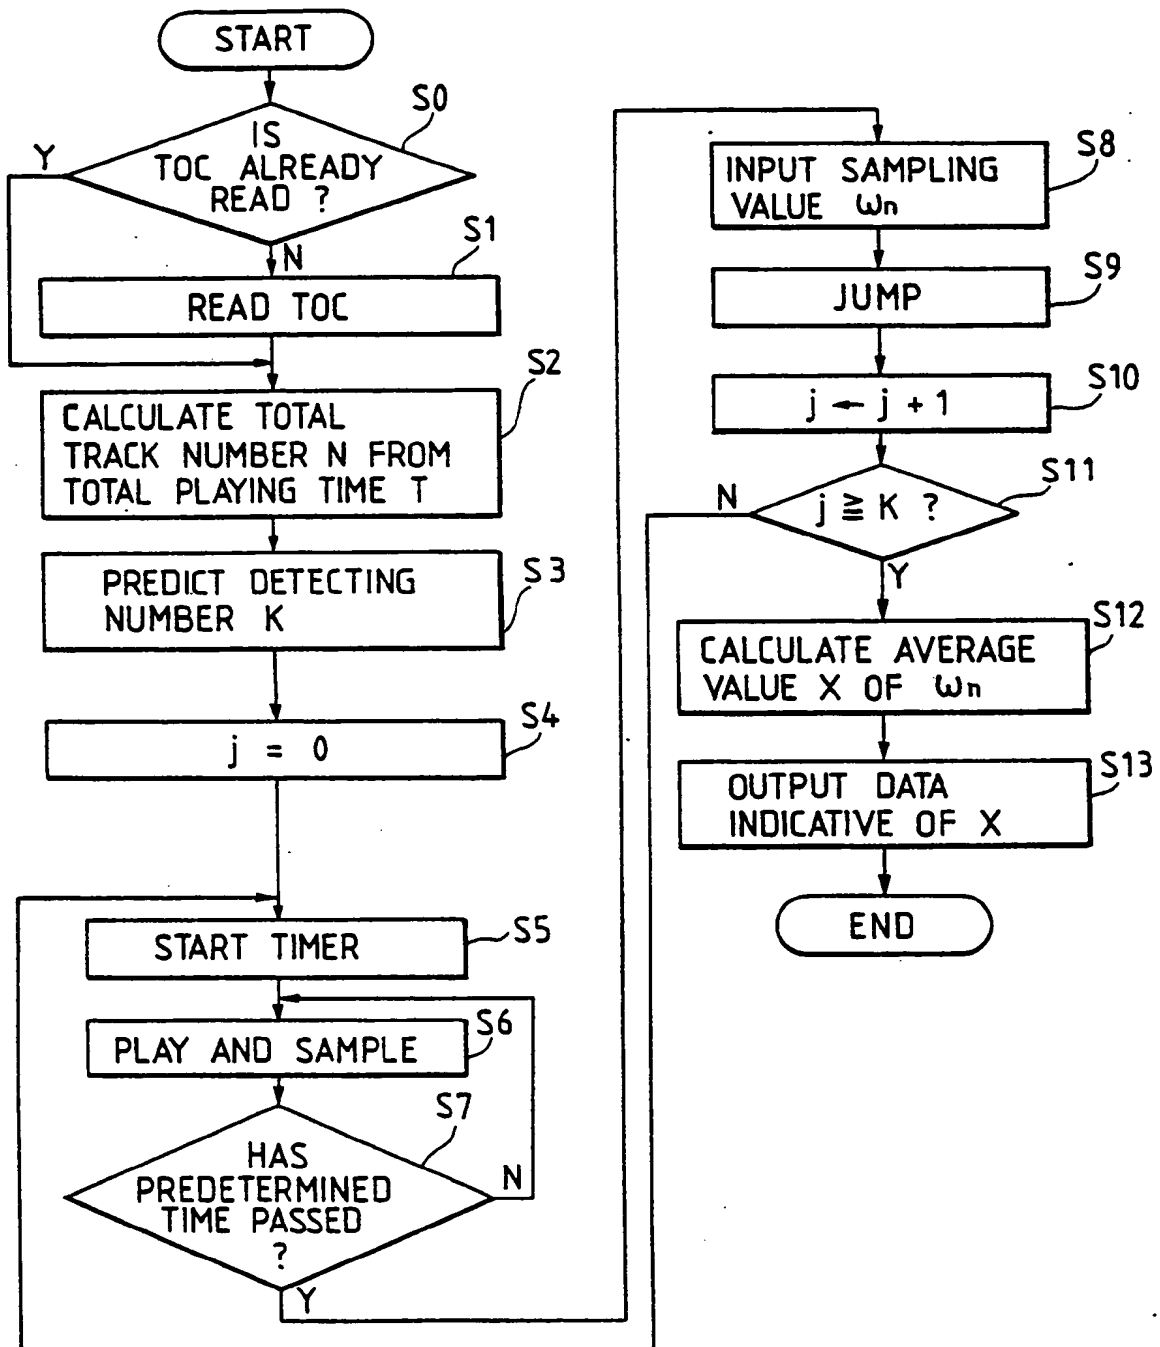 START
S0
IS
TOC ALREADY
READ ?
Y
N
S1
READ TOC
S2
CALCULATE TOTAL
TRACK NUMBER N FROM
TOTAL PLAYING TIME T
S3
PREDICT DETECTING
NUMBER K
S4
j = 0
START TIMER
S5
PLAY AND SAMPLE
S6
S7
HAS
PREDETERMINED
TIME PASSED
?
N
Y
S8
INPUT SAMPLING
VALUE ωn
S9
JUMP
S10
j ← j + 1
S11
j ≧ K ?
N
Y
S12
CALCULATE AVERAGE
VALUE X OF ωn
S13
OUTPUT DATA
INDICATIVE OF X
END